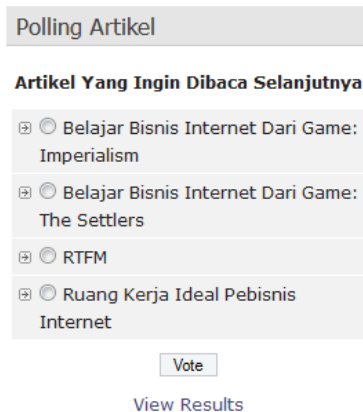 Polling Artikel
Artikel Yang Ingin Dibaca Selanjutnya
Belajar Bisnis Internet Dari Game:
Imperialism
Belajar Bisnis Internet Dari Game:
The Settlers
RTFM
Ruang Kerja Ideal Pebisnis
Internet
Vote
View Results